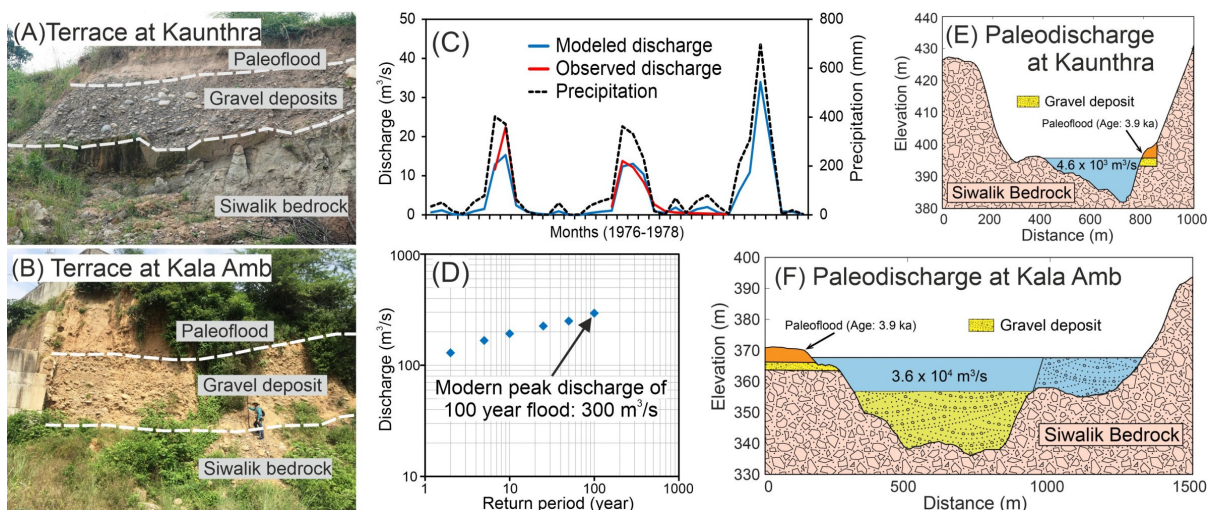 (A) Terrace at Kaunthra
Paleoflood
Gravel deposits
Siwalik bedrock
(B) Terrace at Kala Amb
Paleoflood
Gravel deposit
Siwalik bedrock
(C)
Modeled discharge
Observed discharge
Precipitation
Discharge (m³/s)
50
40
30
20
10
0
Precipitation (mm)
800
600
400
200
0
Months (1976-1978)
(D)
Discharge (m³/s)
1000
100
10
Modern peak discharge of
100 year flood: 300 m³/s
1 10 100 1000
Return period (year)
(E) Paleodischarge
at Kaunthra
Gravel deposit
Paleoflood (Age: 3.9 ka)
4.6 x 10³ m³/s
Siwalik Bedrock
Elevation (m)
430
420
410
400
390
380
0 200 400 600 800 1000
Distance (m)
(F) Paleodischarge at Kala Amb
Paleoflood (Age: 3.9 ka)
Gravel deposit
3.6 x 10⁴ m³/s
Siwalik Bedrock
Elevation (m)
400
390
380
370
360
350
340
330
0 500 1000 1500
Distance (m)